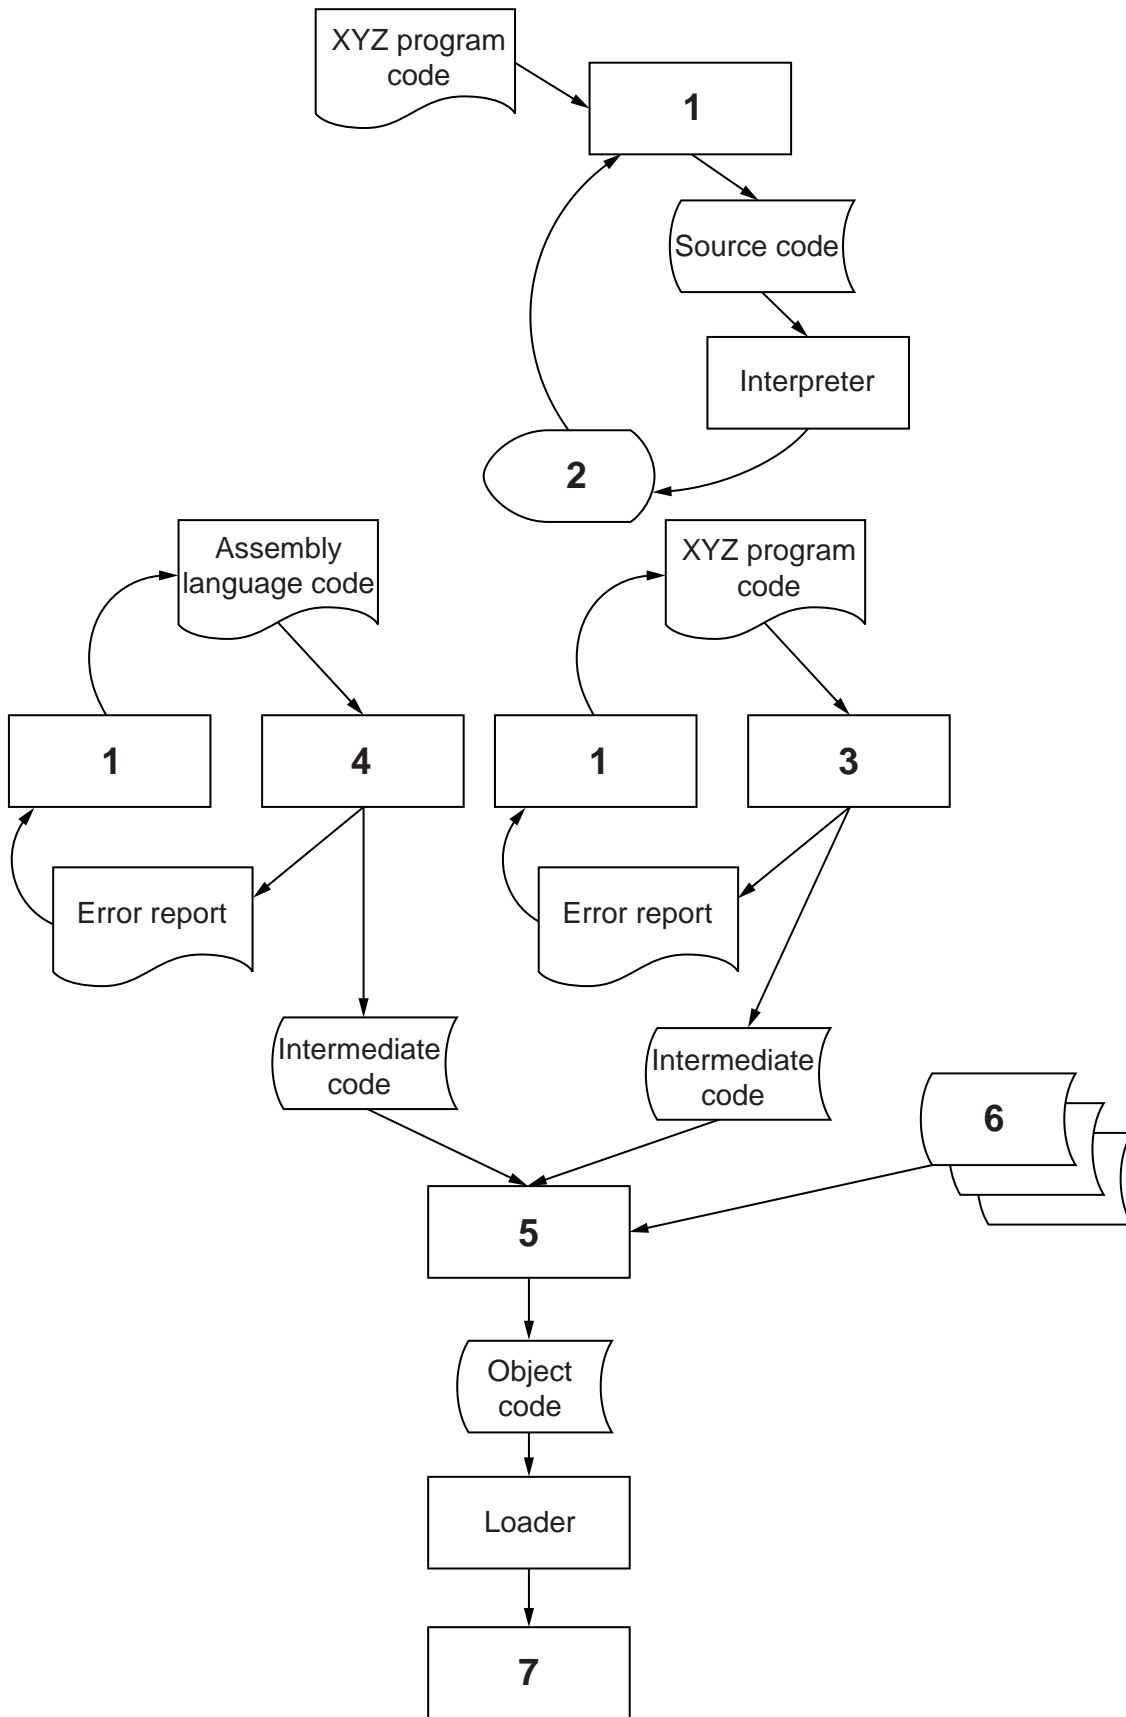 XYZ program
code
1
Source code
Interpreter
2
Assembly
language code
XYZ program
code
1
4
1
3
Error report
Error report
Intermediate
code
Intermediate
code
6
5
Object
code
Loader
7